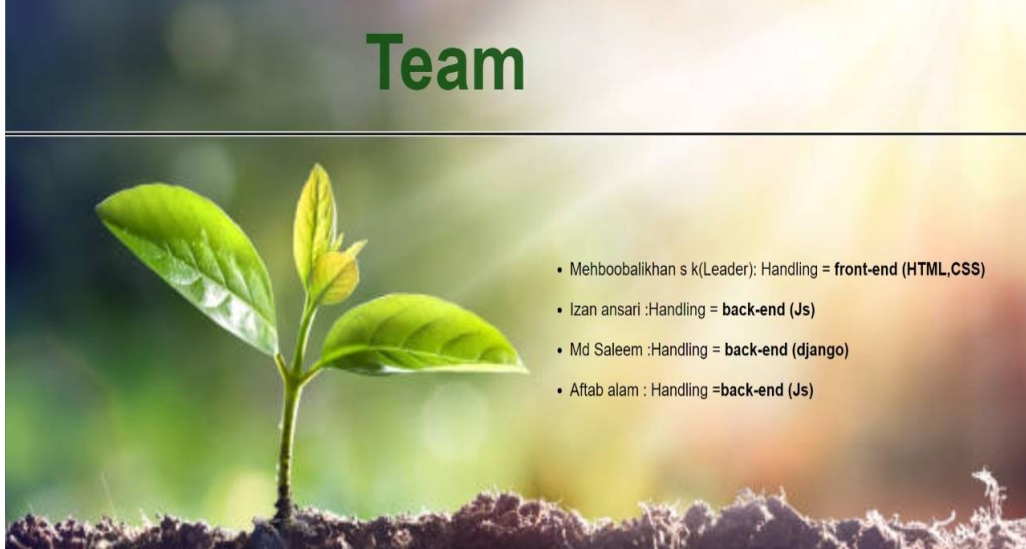 Team
• Mehboobalikhan s k(Leader): Handling = front-end (HTML,CSS)
• Izan ansari :Handling = back-end (Js)
• Md Saleem :Handling = back-end (django)
• Aftab alam : Handling =back-end (Js)